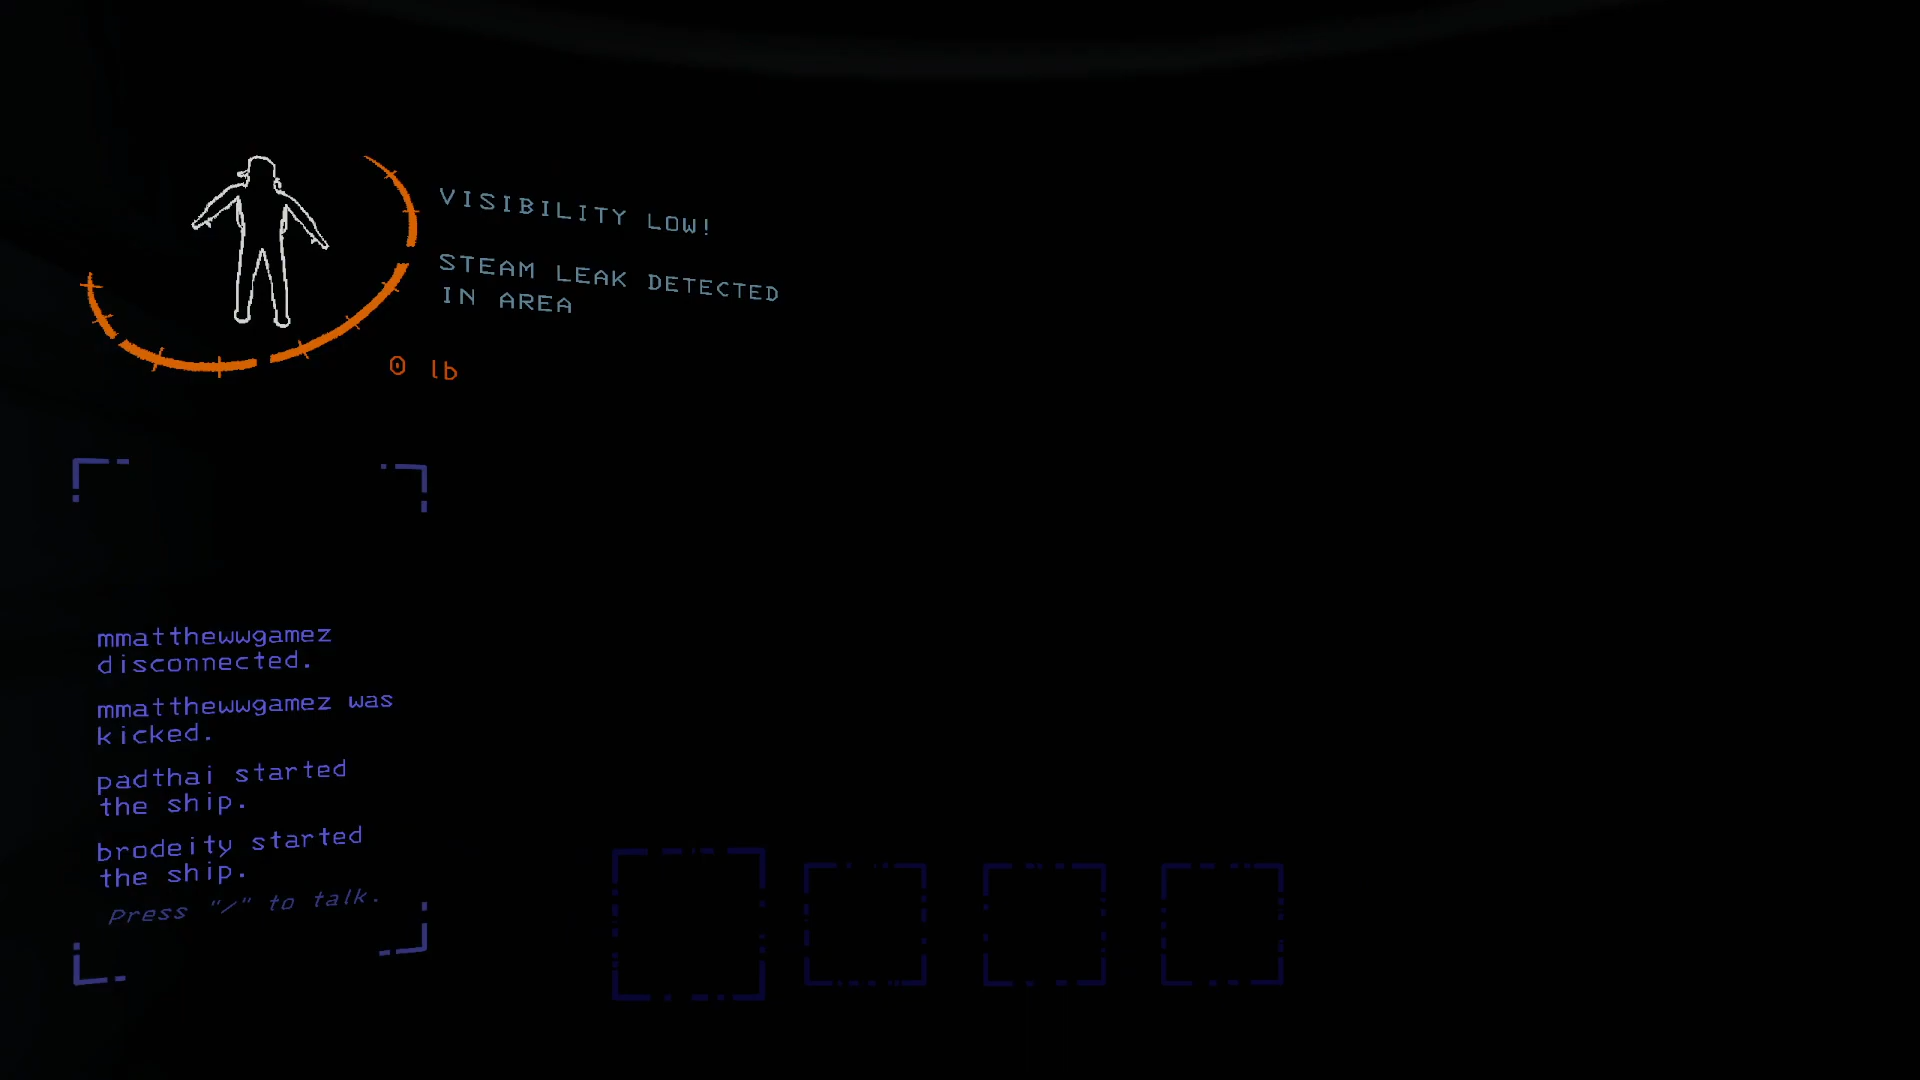 VISIBILITY LOW!
STEAM LEAK DETECTED
IN AREA
0 lb
mmatthewwgamez
disconnected.
mmatthewwgamez was
kicked.
padthai started
the ship.
brodeity started
the ship.
Press "/" to talk.